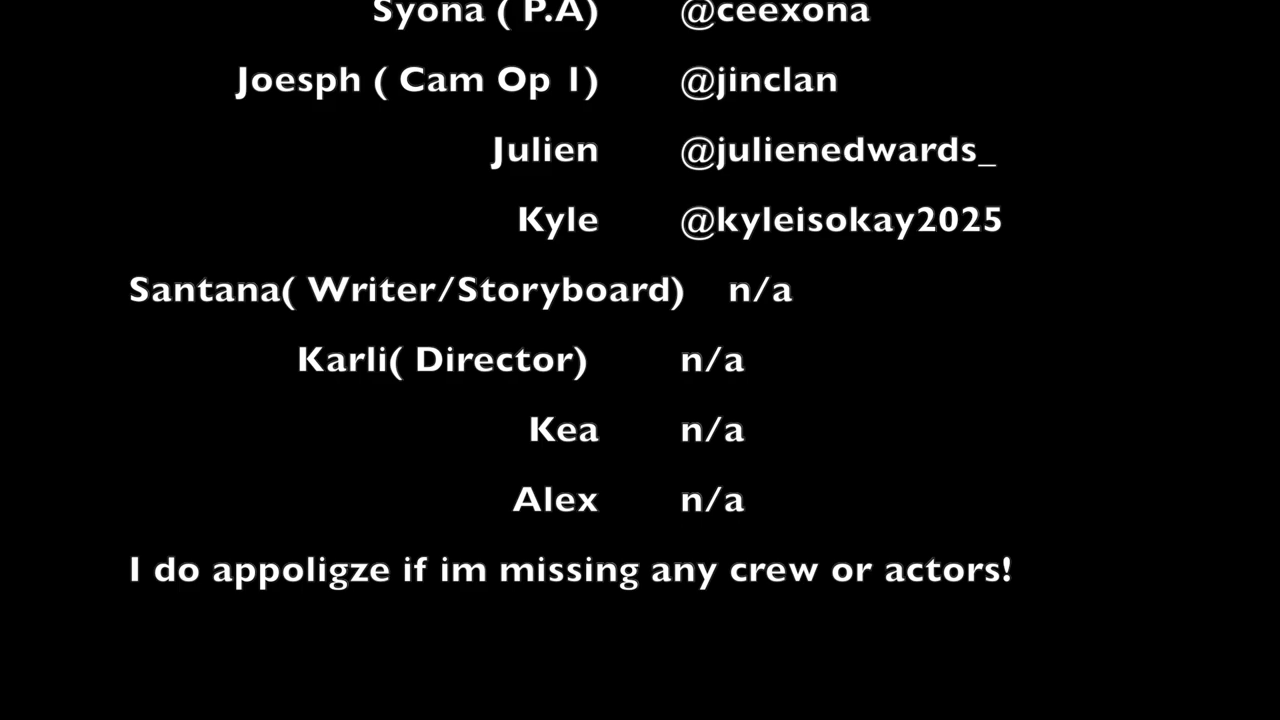 Syona ( P.A) @ceexona
Joesph ( Cam Op 1) @jinclan
Julien @julienedwards_
Kyle @kyleisokay2025
Santana( Writer/Storyboard) n/a
Karli( Director) n/a
Kea n/a
Alex n/a
I do appoligze if im missing any crew or actors!